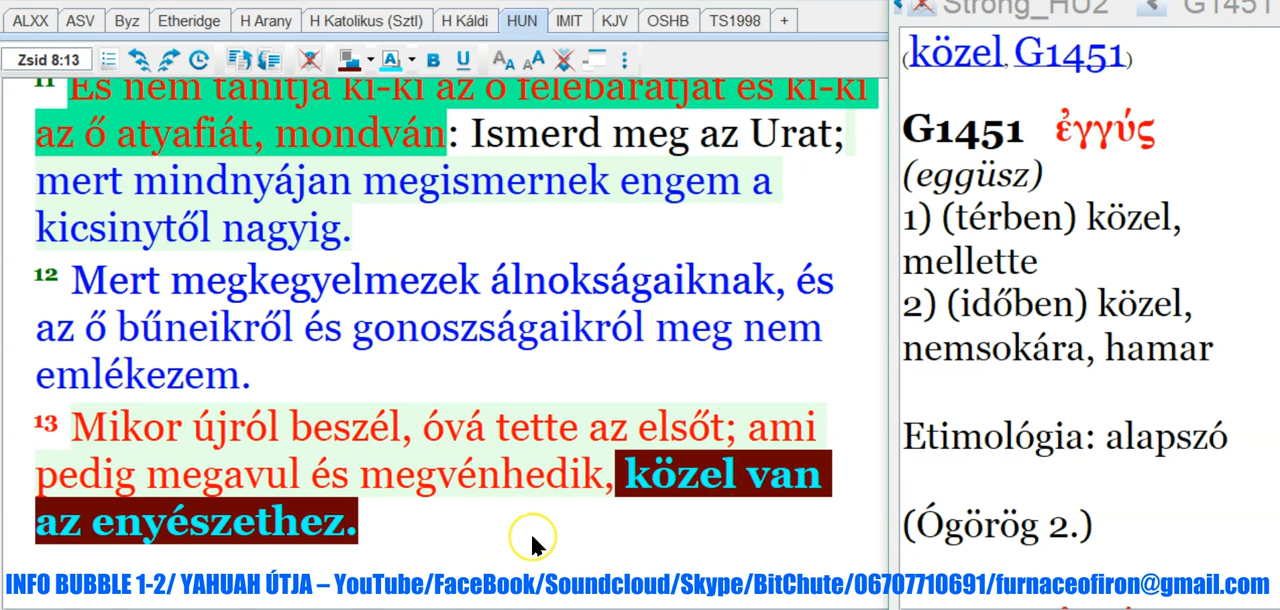 ALXX ASV Byz Etheridge H Arany H Katolikus (Sztl) H Káldi HUN IMIT KJV OSHB TS1998 +
Zsid 8:13
11 És nem tanítja ki-ki az ő felebarátját és ki-ki
az ő atyafiát, mondván: Ismerd meg az Urat;
mert mindnyájan megismernek engem a
kicsinytől nagyig.
12 Mert megkegyelmezek álnokságaiknak, és
az ő bűneikről és gonoszságaikról meg nem
emlékezem.
13 Mikor újról beszél, óvá tette az elsőt; ami
pedig megavul és megvénhedik, közel van
az enyészethez.
Strong_HU2 G1451
(közel, G1451)
G1451 ἐγγύς
(eggüsz)
1) (térben) közel,
mellette
2) (időben) közel,
nemsokára, hamar
Etimológia: alapszó
(Ógörög 2.)
INFO BUBBLE 1-2/ YAHUAH ÚTJA – YouTube/FaceBook/Soundcloud/Skype/BitChute/06707710691/furnaceofiron@gmail.com